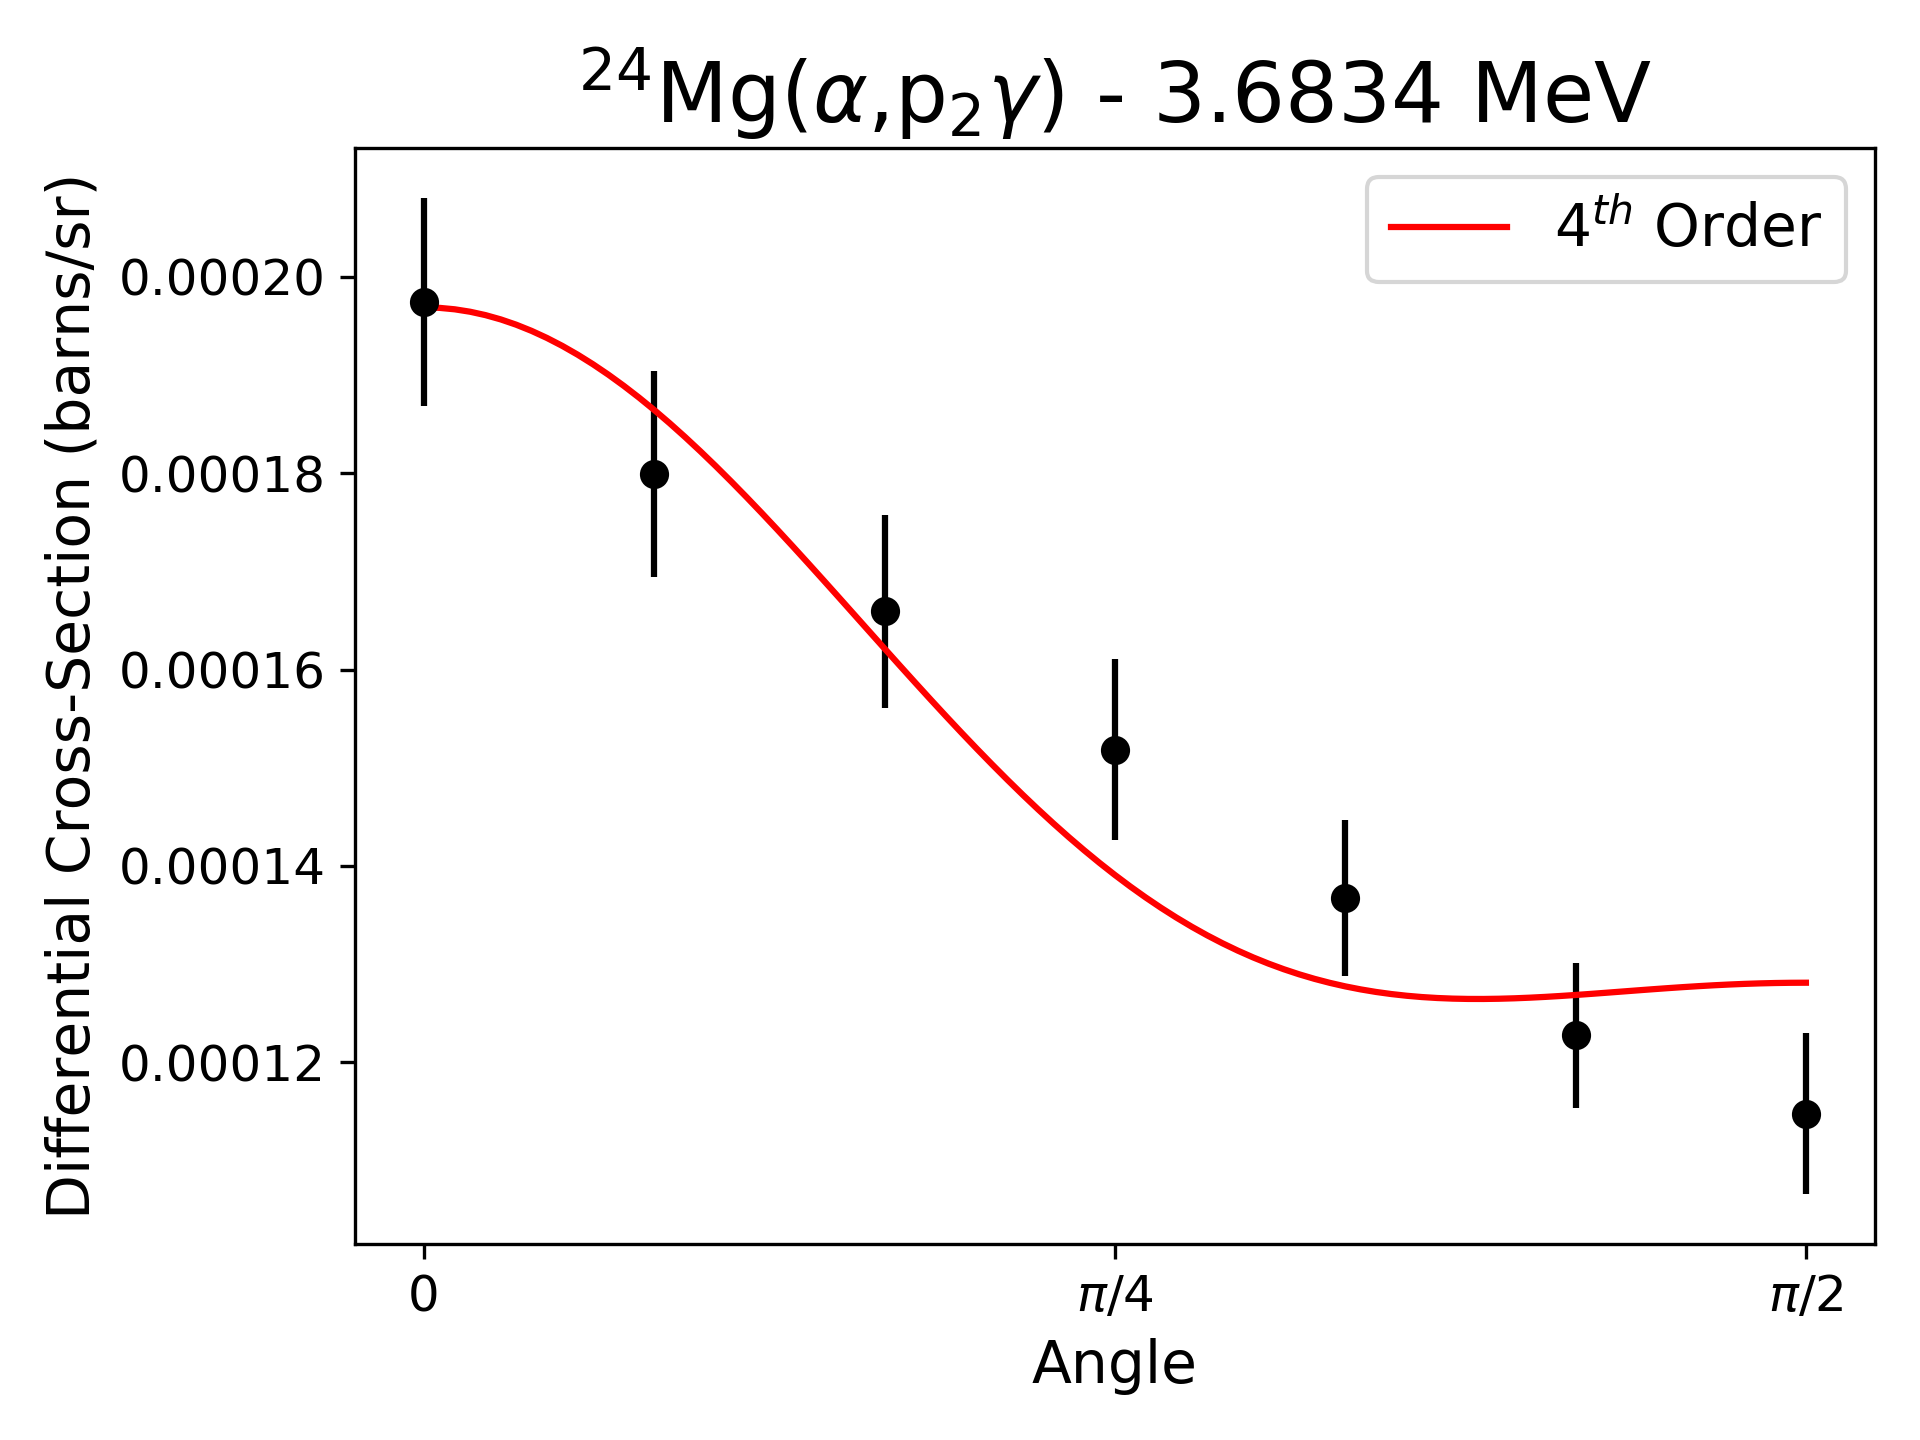 ²⁴Mg(α,p₂γ) - 3.6834 MeV
4ᵗʰ Order
Differential Cross-Section (barns/sr)
0.00020
0.00018
0.00016
0.00014
0.00012
0 π/4 π/2
Angle